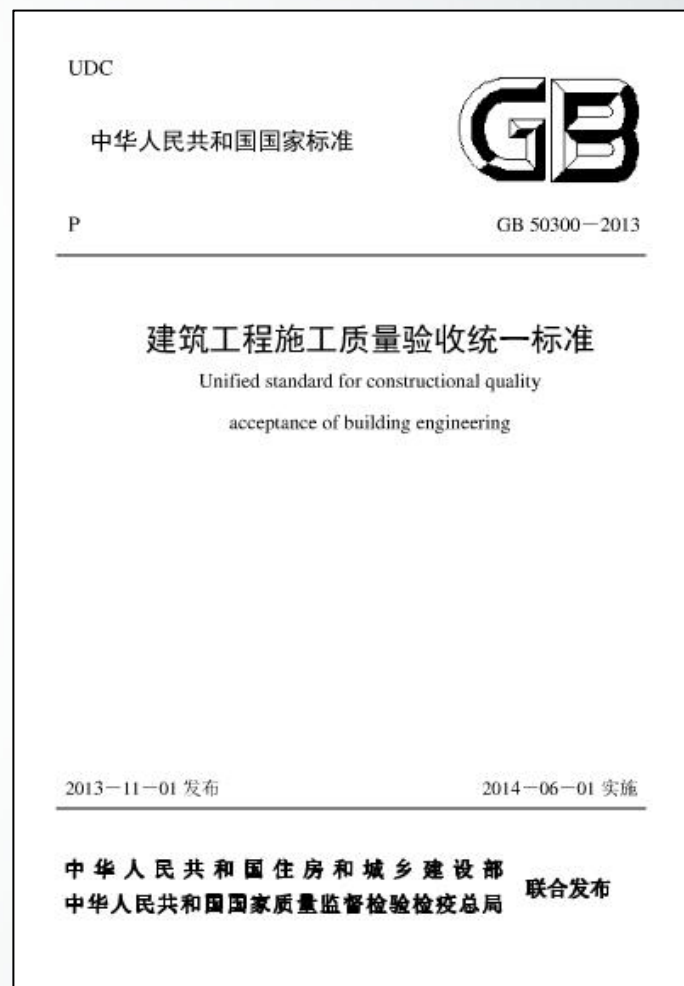 UDC
中华人民共和国国家标准
GB
P
GB 50300－2013
建筑工程施工质量验收统一标准
Unified standard for constructional quality
acceptance of building engineering
2013－11－01 发布
2014－06－01 实施
中华人民共和国住房和城乡建设部
中华人民共和国国家质量监督检验检疫总局
联合发布